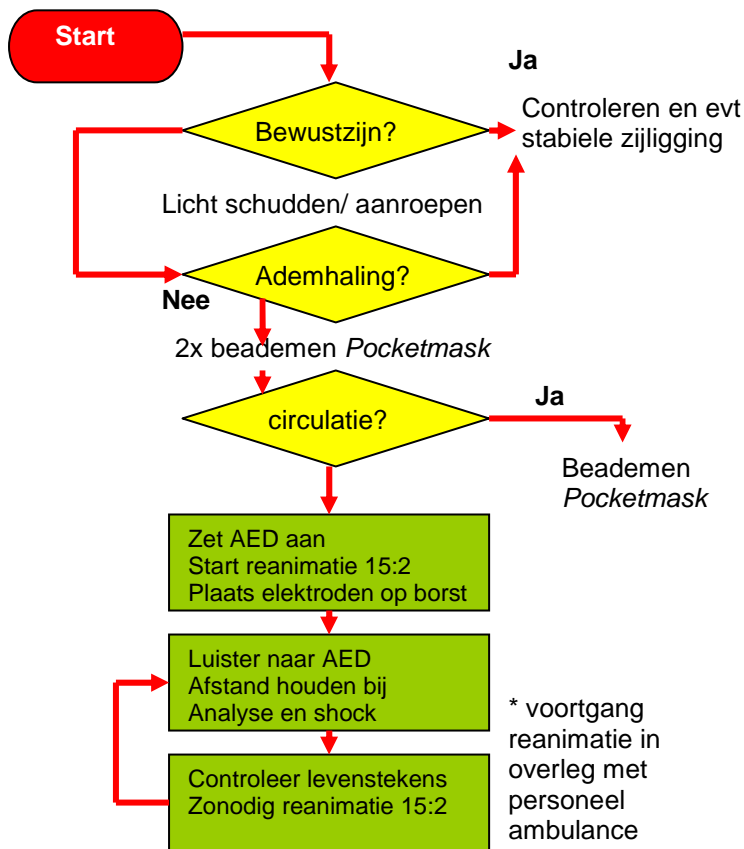 Start
Ja
Bewustzijn?
Controleren en evt
stabiele zijligging
Licht schudden/ aanroepen
Ademhaling?
Nee
2x beademen Pocketmask
Ja
circulatie?
Beademen
Pocketmask
Zet AED aan
Start reanimatie 15:2
Plaats elektroden op borst
Luister naar AED
Afstand houden bij
Analyse en shock
* voortgang
reanimatie in
overleg met
personeel
ambulance
Controleer levenstekens
Zonodig reanimatie 15:2